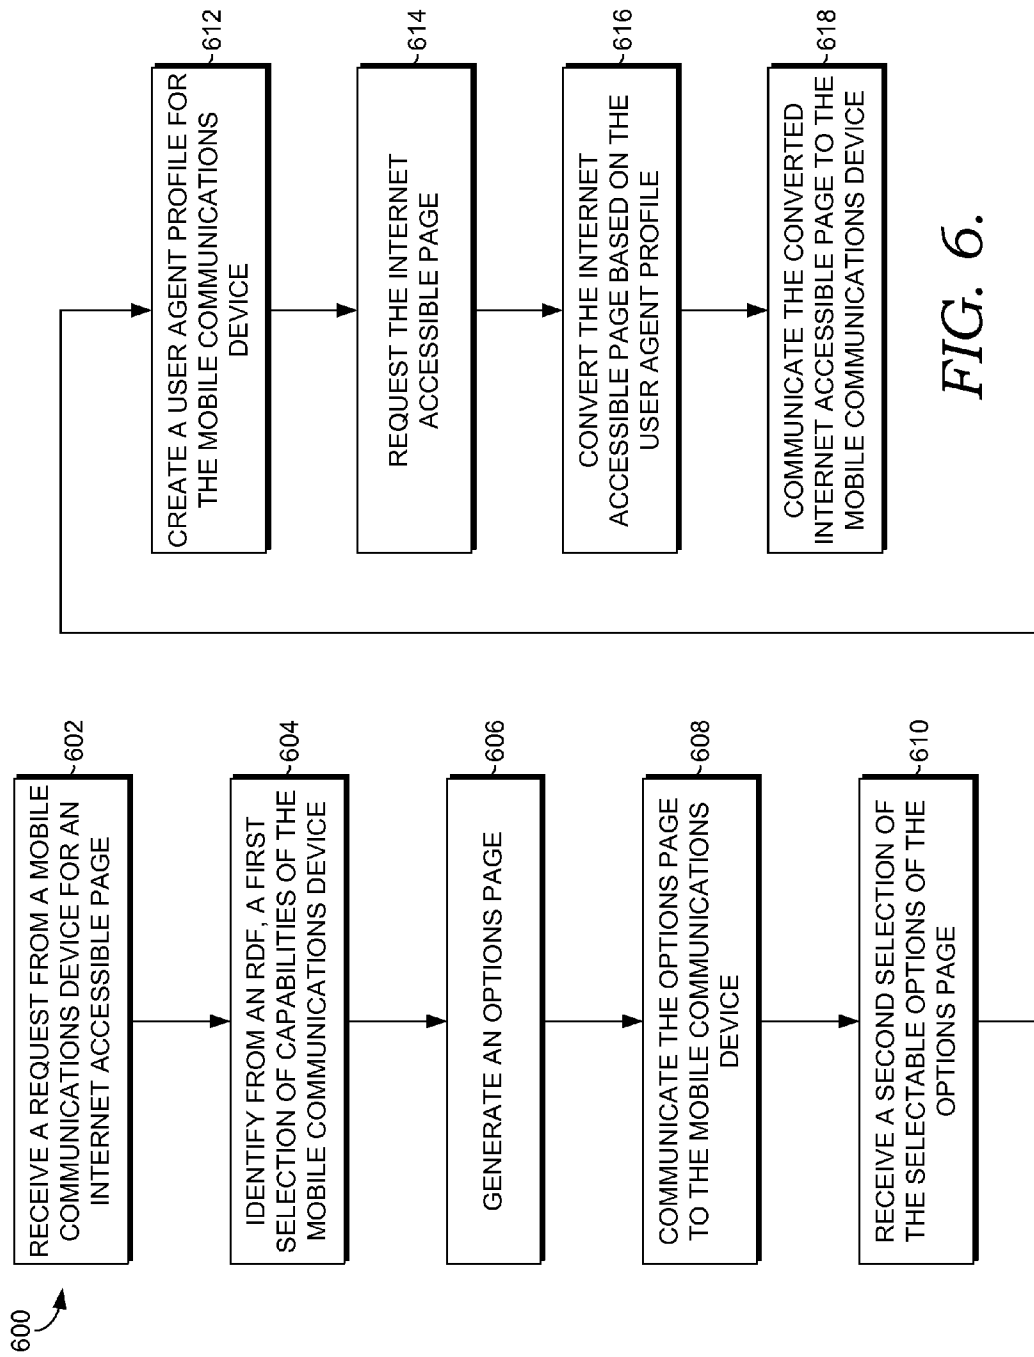 600
RECEIVE A REQUEST FROM A MOBILE
COMMUNICATIONS DEVICE FOR AN
INTERNET ACCESSIBLE PAGE
602
IDENTIFY FROM AN RDF, A FIRST
SELECTION OF CAPABILITIES OF THE
MOBILE COMMUNICATIONS DEVICE
604
GENERATE AN OPTIONS PAGE
606
COMMUNICATE THE OPTIONS PAGE
TO THE MOBILE COMMUNICATIONS
DEVICE
608
RECEIVE A SECOND SELECTION OF
THE SELECTABLE OPTIONS OF THE
OPTIONS PAGE
610
CREATE A USER AGENT PROFILE FOR
THE MOBILE COMMUNICATIONS
DEVICE
612
REQUEST THE INTERNET
ACCESSIBLE PAGE
614
CONVERT THE INTERNET
ACCESSIBLE PAGE BASED ON THE
USER AGENT PROFILE
616
COMMUNICATE THE CONVERTED
INTERNET ACCESSIBLE PAGE TO THE
MOBILE COMMUNICATIONS DEVICE
618
FIG. 6.